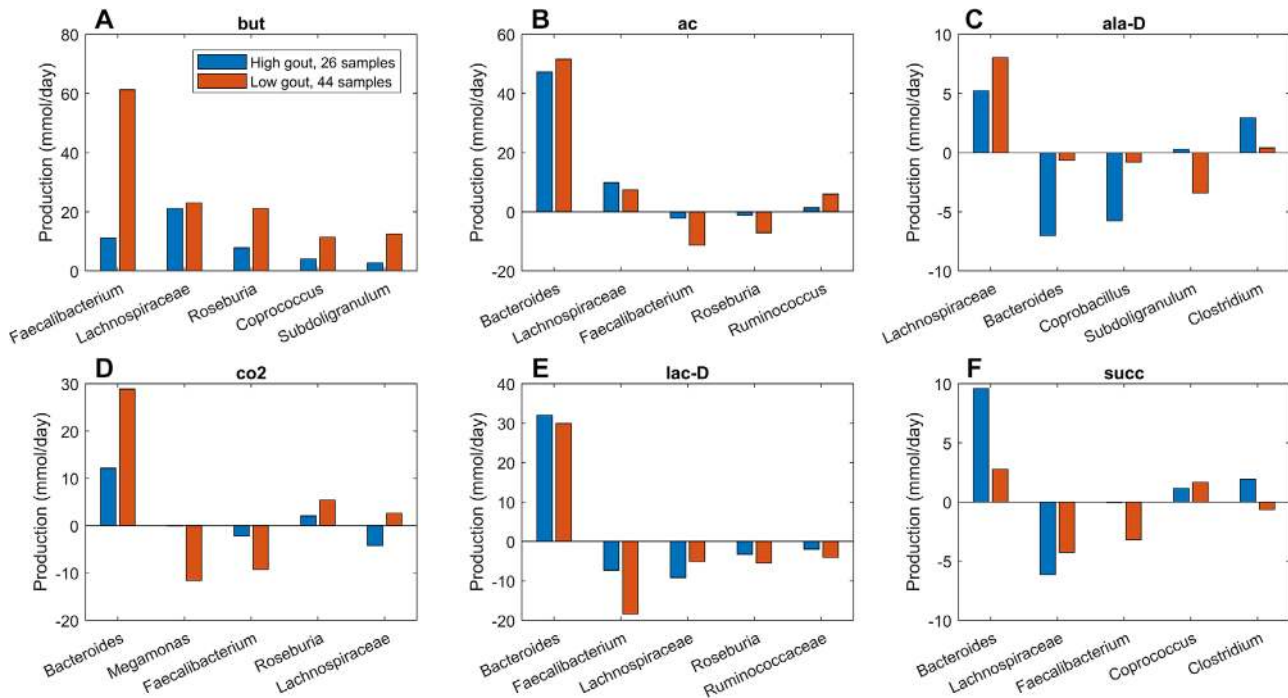 A
but
Production (mmol/day)
80
60
40
20
0
High gout, 26 samples
Low gout, 44 samples
Faecalibacterium
Lachnospiraceae
Roseburia
Coprococcus
Subdoligranulum
B
ac
Production (mmol/day)
60
40
20
0
-20
Bacteroides
Lachnospiraceae
Faecalibacterium
Roseburia
Ruminococcus
C
ala-D
Production (mmol/day)
10
5
0
-5
-10
Lachnospiraceae
Bacteroides
Coprobacillus
Subdoligranulum
Clostridium
D
co2
Production (mmol/day)
30
20
10
0
-10
-20
Bacteroides
Megamonas
Faecalibacterium
Roseburia
Lachnospiraceae
E
lac-D
Production (mmol/day)
40
30
20
10
0
-10
-20
Bacteroides
Faecalibacterium
Lachnospiraceae
Roseburia
Ruminococcaceae
F
succ
Production (mmol/day)
10
5
0
-5
-10
Bacteroides
Lachnospiraceae
Faecalibacterium
Coprococcus
Clostridium